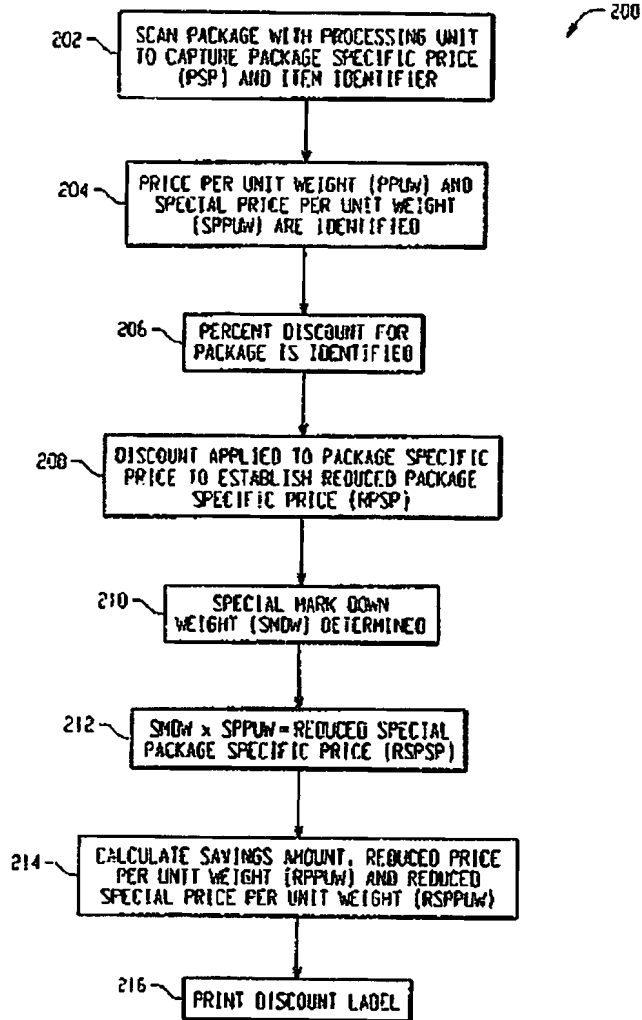 200
202
SCAN PACKAGE WITH PROCESSING UNIT
TO CAPTURE PACKAGE SPECIFIC PRICE
(PSP) AND ITEM IDENTIFIER
204
PRICE PER UNIT WEIGHT (PPUW) AND
SPECIAL PRICE PER UNIT WEIGHT
(SPPUW) ARE IDENTIFIED
206
PERCENT DISCOUNT FOR
PACKAGE IS IDENTIFIED
208
DISCOUNT APPLIED TO PACKAGE SPECIFIC
PRICE TO ESTABLISH REDUCED PACKAGE
SPECIFIC PRICE (RPSP)
210
SPECIAL MARK DOWN
WEIGHT (SMDW) DETERMINED
212
SMDW x SPPUW = REDUCED SPECIAL
PACKAGE SPECIFIC PRICE (RSPSP)
214
CALCULATE SAVINGS AMOUNT, REDUCED PRICE
PER UNIT WEIGHT (RPPUW) AND REDUCED
SPECIAL PRICE PER UNIT WEIGHT (RSPPUW)
216
PRINT DISCOUNT LABEL